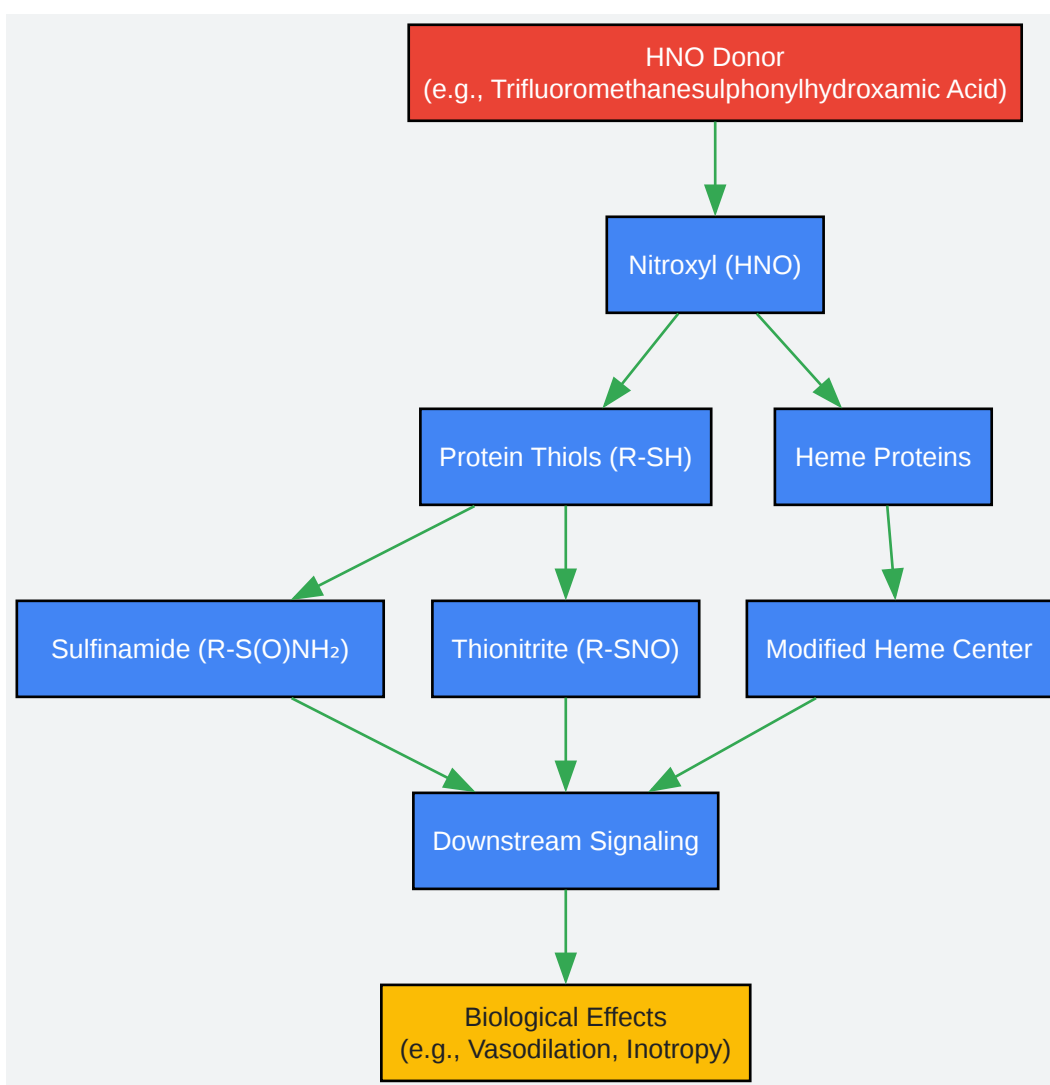 HNO Donor
(e.g., Trifluoromethanesulphonylhydroxamic Acid)
Nitroxyl (HNO)
Protein Thiols (R-SH)
Heme Proteins
Sulfinamide (R-S(O)NH₂)
Thionitrite (R-SNO)
Modified Heme Center
Downstream Signaling
Biological Effects
(e.g., Vasodilation, Inotropy)